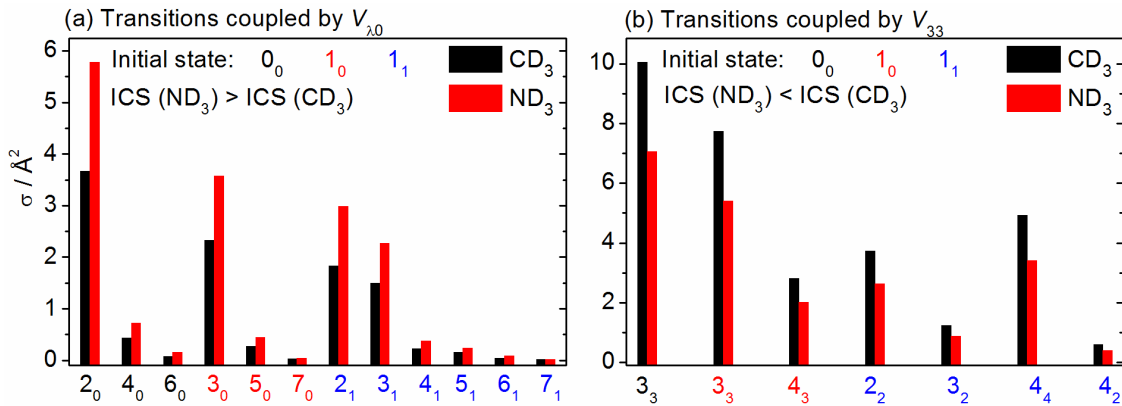 (a) Transitions coupled by V_λ0
Initial state: 0_0 1_0 1_1
CD_3
ICS (ND_3) > ICS (CD_3)
ND_3
σ / Å²
6
5
4
3
2
1
0
2_0 4_0 6_0 3_0 5_0 7_0 2_1 3_1 4_1 5_1 6_1 7_1
(b) Transitions coupled by V_33
Initial state: 0_0 1_0 1_1
CD_3
ICS (ND_3) < ICS (CD_3)
ND_3
10
8
6
4
2
0
3_3 3_3 4_3 2_2 3_2 4_4 4_2